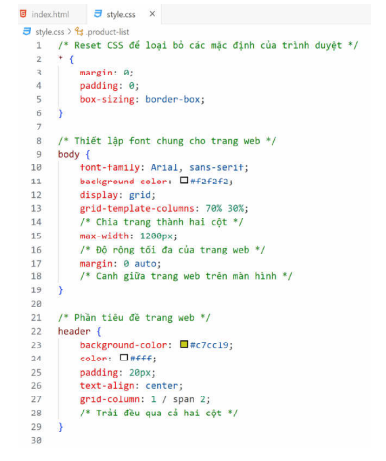 index.html style.css ×
style.css > .product-list
1 /* Reset CSS để loại bỏ các mặc định của trình duyệt */
2 * {
3 margin: 0;
4 padding: 0;
5 box-sizing: border-box;
6 }
7
8 /* Thiết lập font chung cho trang web */
9 body {
10 font-family: Arial, sans-serif;
11 background-color: #f2f2f2;
12 display: grid;
13 grid-template-columns: 70% 30%;
14 /* Chia trang thành hai cột */
15 max-width: 1200px;
16 /* Độ rộng tối đa của trang web */
17 margin: 0 auto;
18 /* Canh giữa trang web trên màn hình */
19 }
20
21 /* Phần tiêu đề trang web */
22 header {
23 background-color: #c7cc19;
24 color: #fff;
25 padding: 20px;
26 text-align: center;
27 grid-column: 1 / span 2;
28 /* Trải đều qua cả hai cột */
29 }
30